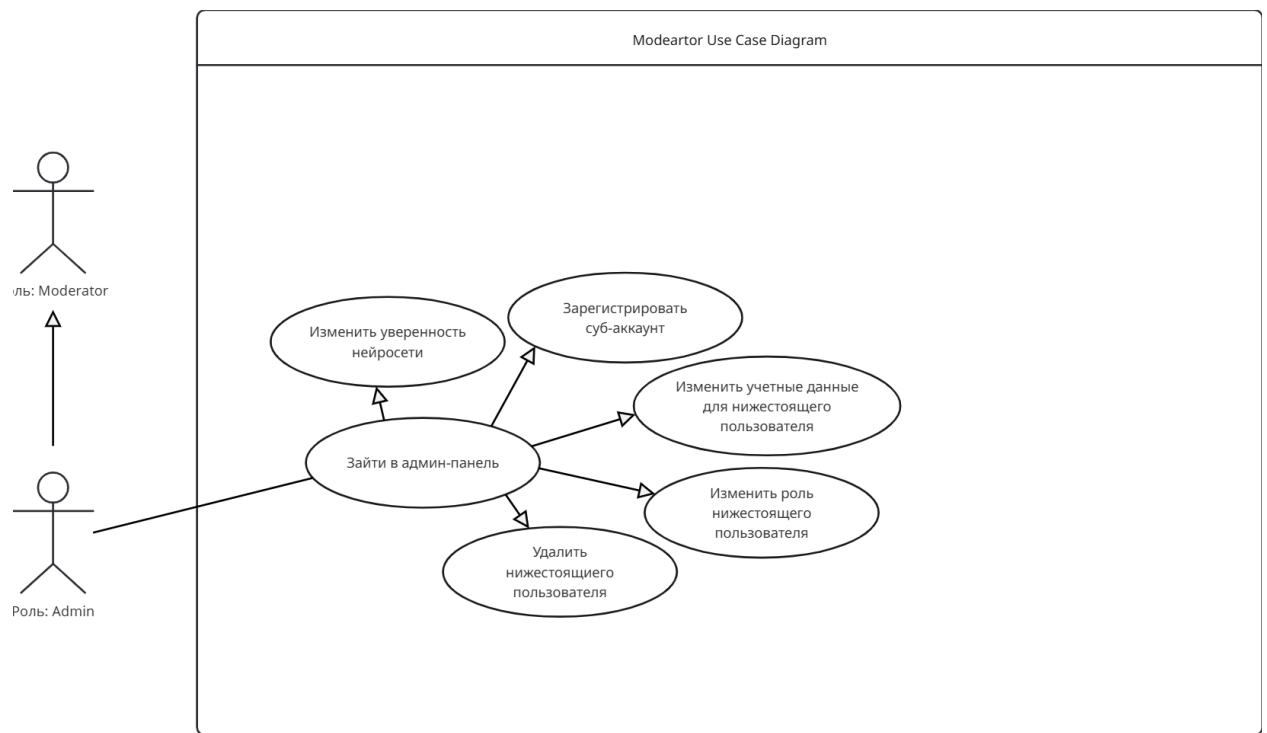 Modeartor Use Case Diagram
оль: Moderator
Зарегистрировать
суб-аккаунт
Изменить уверенность
нейросети
Изменить учетные данные
для нижестоящего
пользователя
Зайти в админ-панель
Изменить роль
нижестоящего
пользователя
Удалить
нижестоящиего
пользователя
Роль: Admin